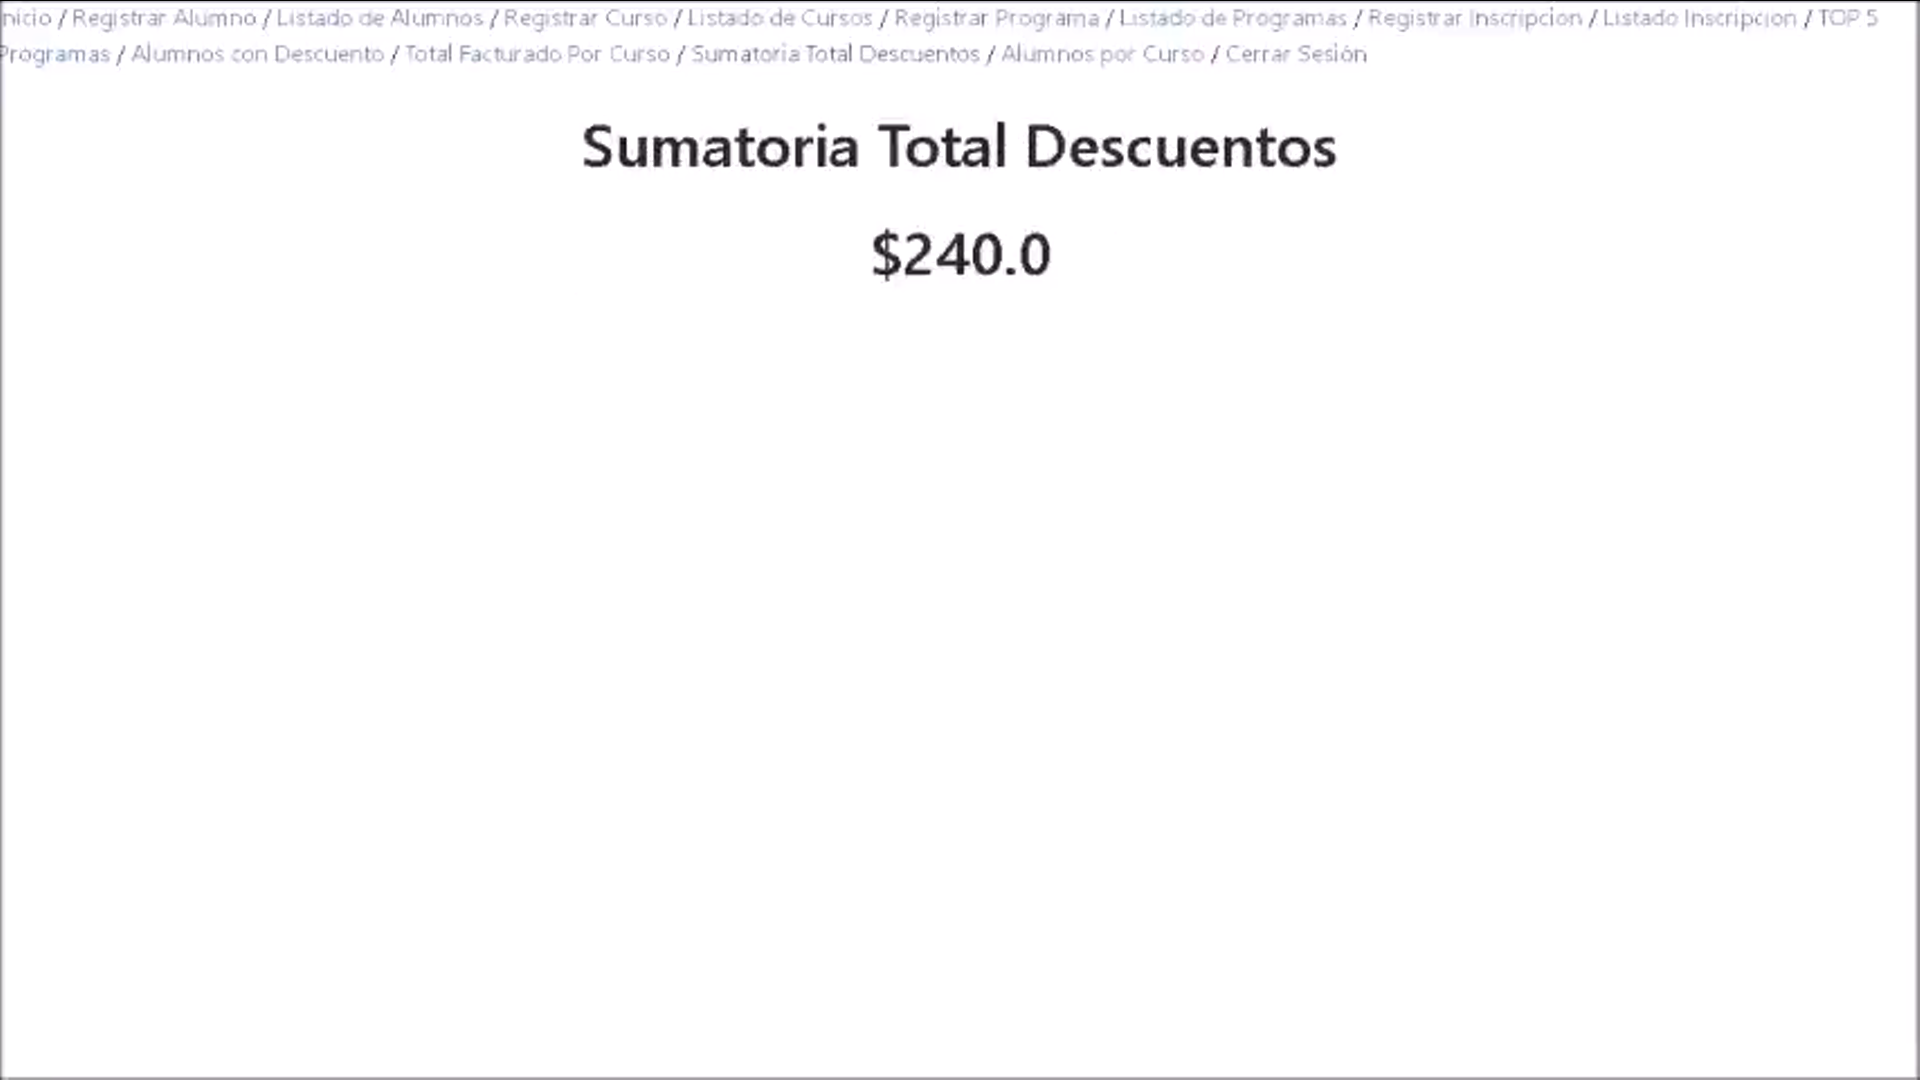 nicio / Registrar Alumno / Listado de Alumnos / Registrar Curso / Listado de Cursos / Registrar Programa / Listado de Programas / Registrar Inscripcion / Listado Inscripcion / TOP 5
Programas / Alumnos con Descuento / Total Facturado Por Curso / Sumatoria Total Descuentos / Alumnos por Curso / Cerrar Sesión
Sumatoria Total Descuentos
$240.0